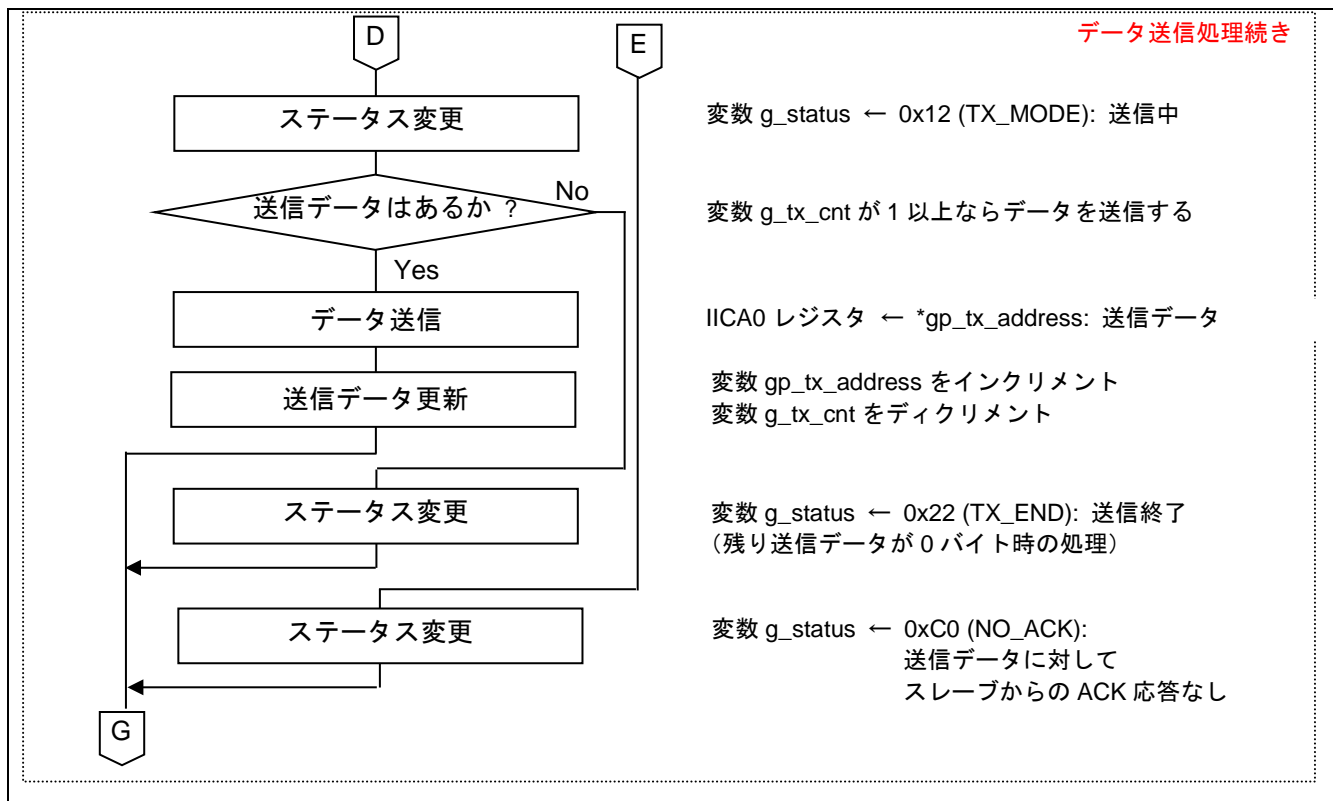 D
E
データ送信処理続き
ステータス変更
変数 g_status ← 0x12 (TX_MODE): 送信中
送信データはあるか ?
No
変数 g_tx_cnt が 1 以上ならデータを送信する
Yes
データ送信
IICA0 レジスタ ← *gp_tx_address: 送信データ
送信データ更新
変数 gp_tx_address をインクリメント
変数 g_tx_cnt をディクリメント
ステータス変更
変数 g_status ← 0x22 (TX_END): 送信終了
（残り送信データが 0 バイト時の処理）
ステータス変更
変数 g_status ← 0xC0 (NO_ACK):
送信データに対して
スレーブからの ACK 応答なし
G